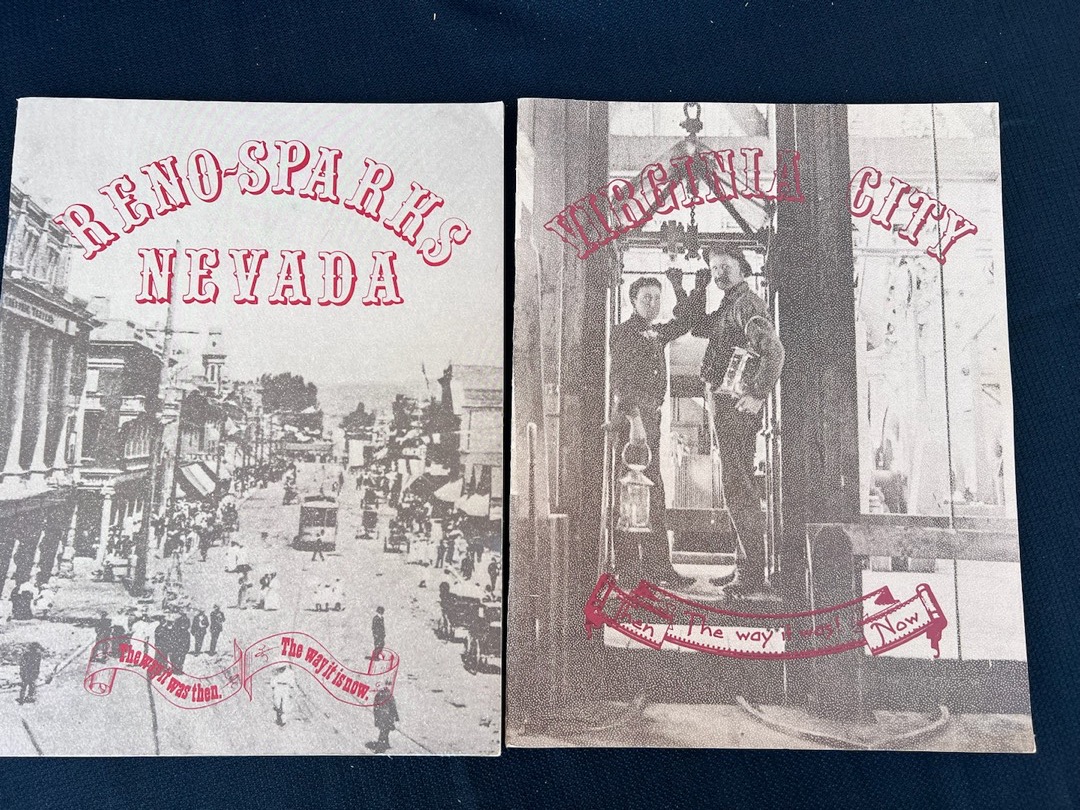 RENO-SPARKS
NEVADA
The way it was then.
The way it is now.
VIRGINIA CITY
The way it was!
Now